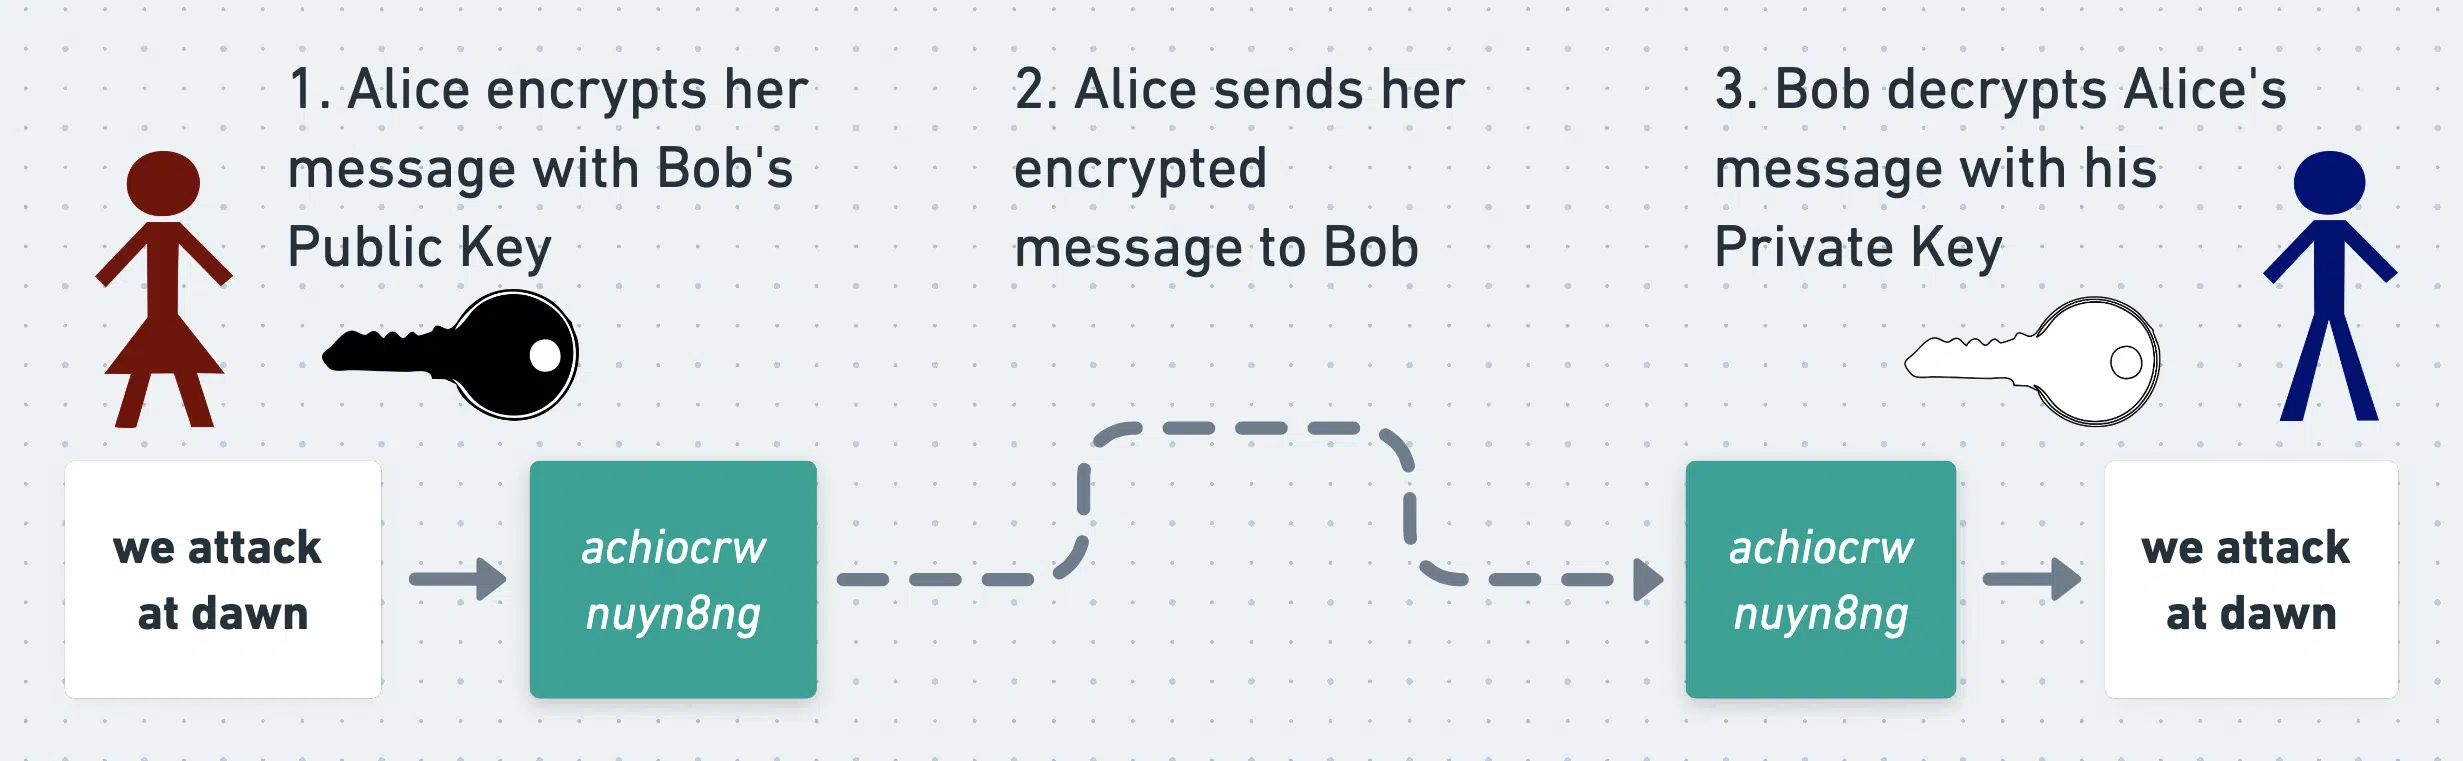 1. Alice encrypts her
message with Bob's
Public Key
2. Alice sends her
encrypted
message to Bob
3. Bob decrypts Alice's
message with his
Private Key
we attack
at dawn
achiocrw
nuyn8ng
achiocrw
nuyn8ng
we attack
at dawn